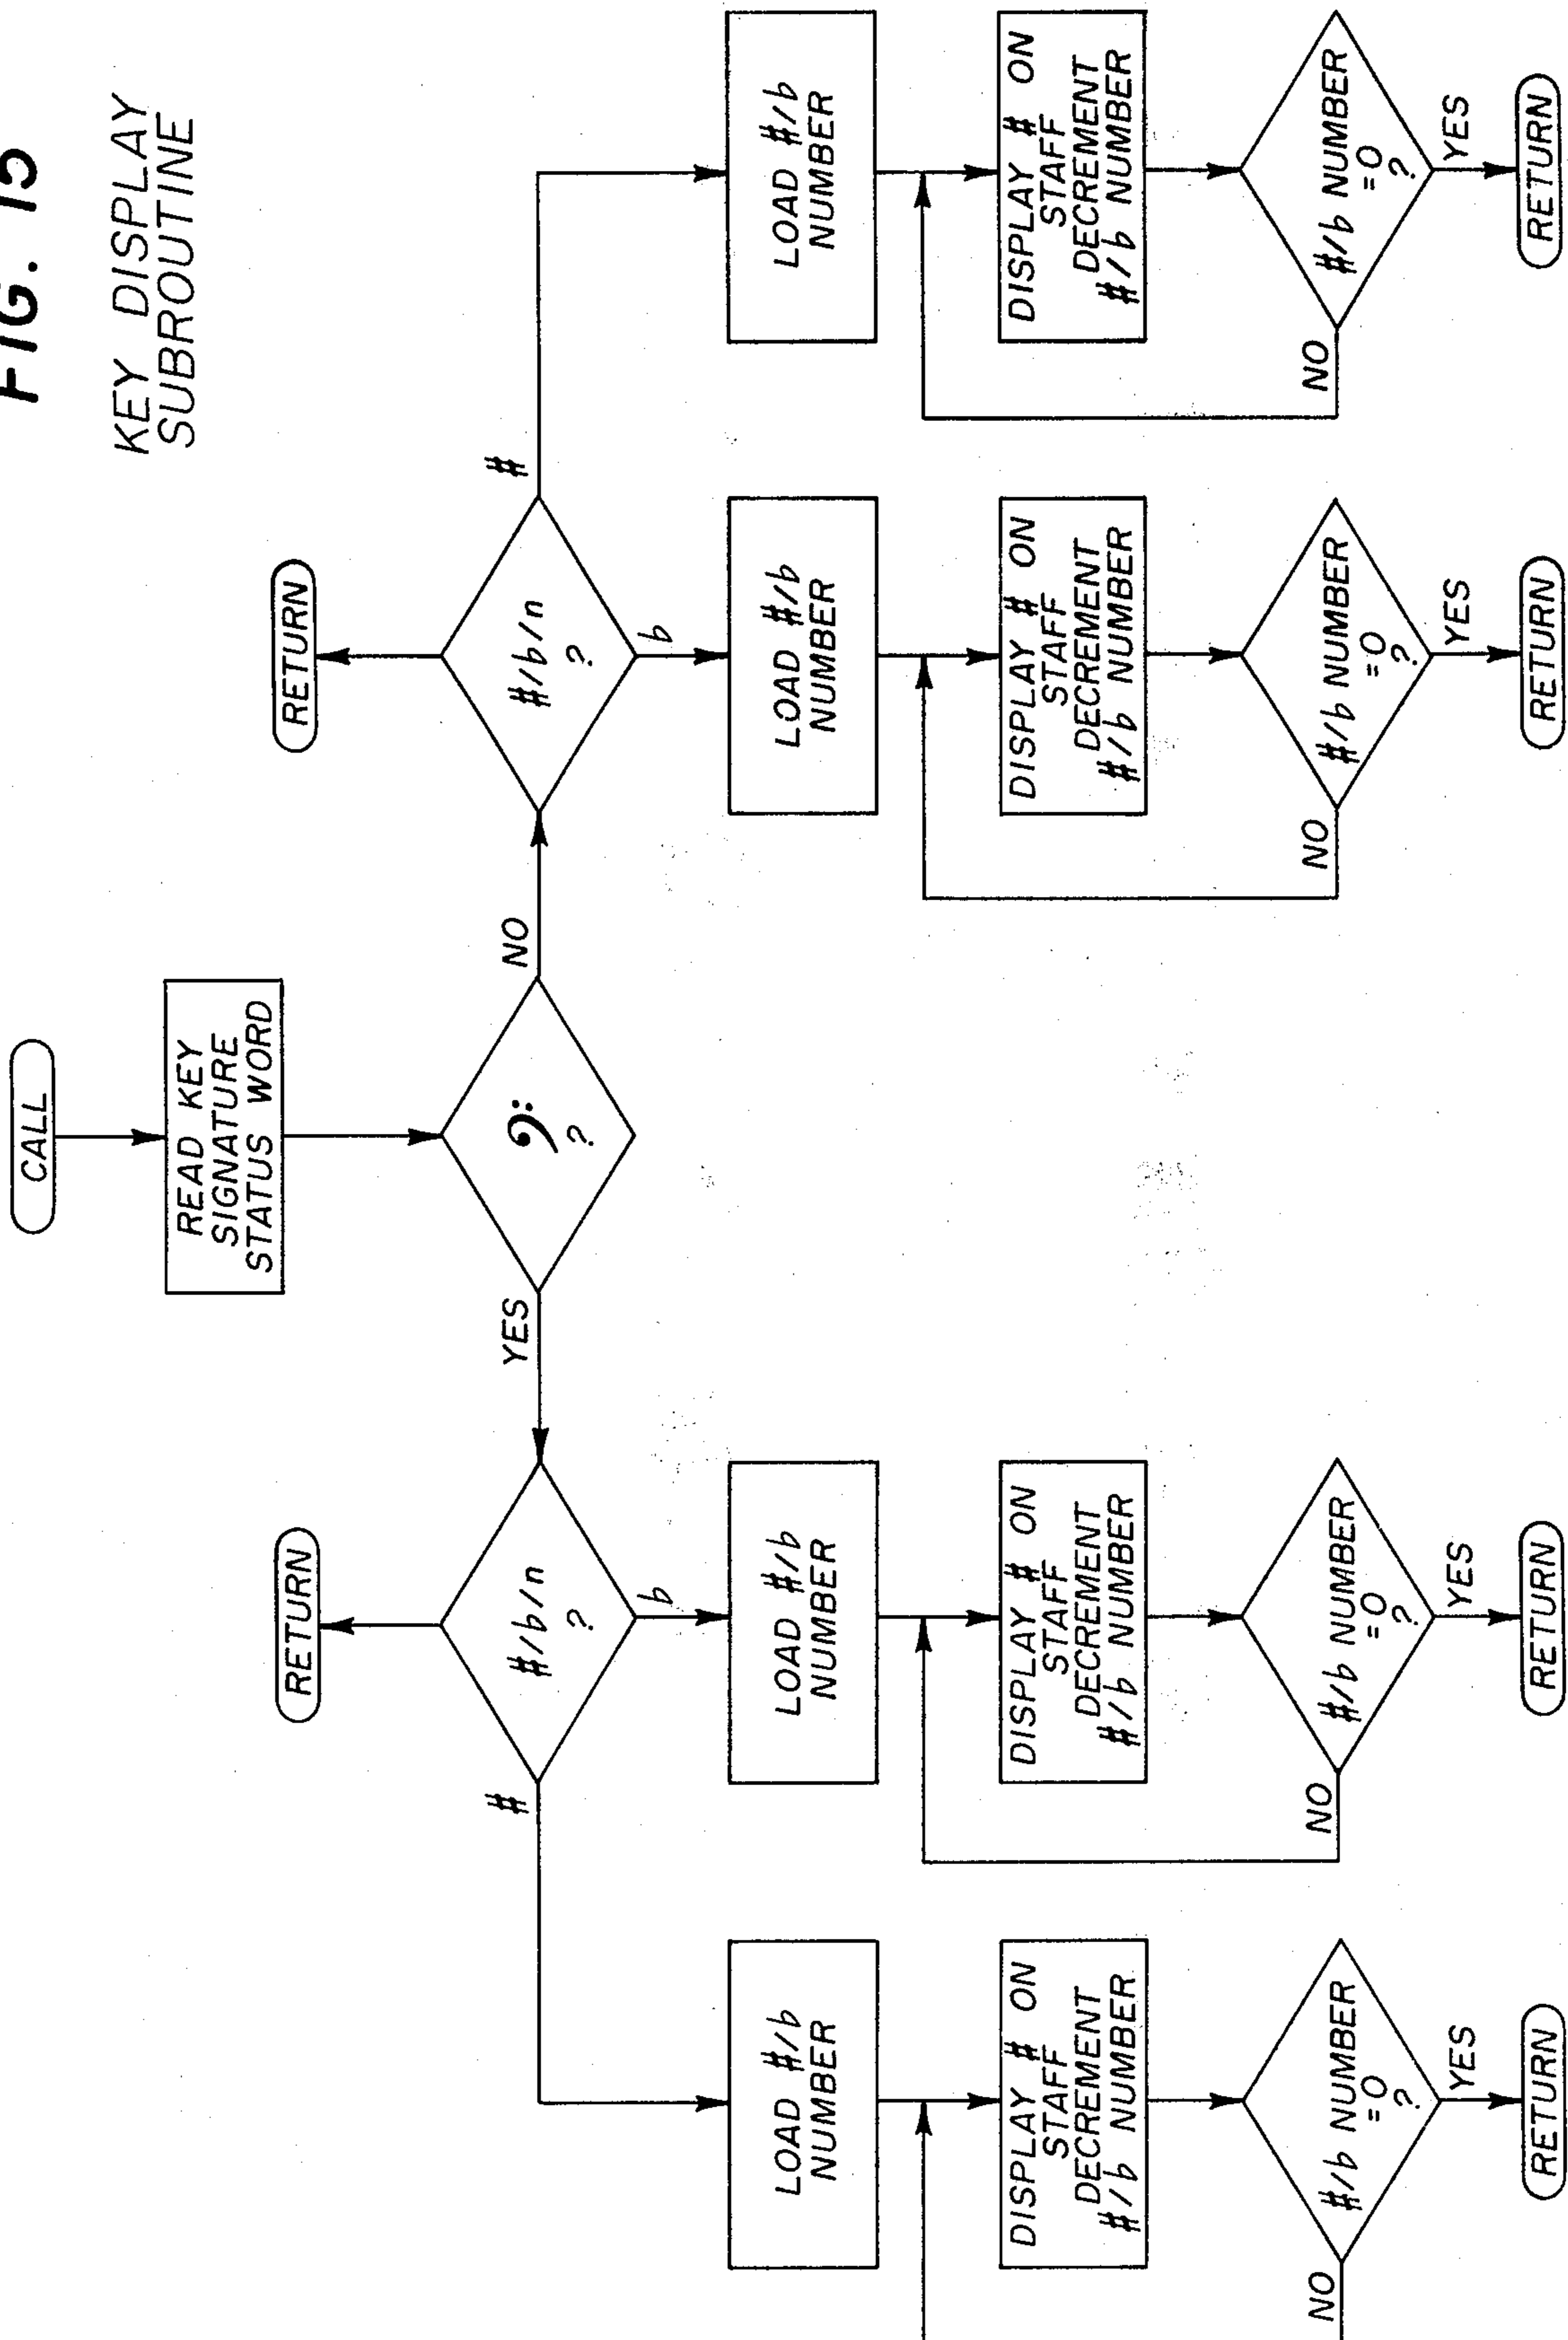 FIG. 15
KEY DISPLAY
SUBROUTINE
CALL
READ KEY
SIGNATURE
STATUS WORD
𝄢
?
YES
NO
RETURN
#/b/n
?
#
b
RETURN
#/b/n
?
b
#
LOAD #/b
NUMBER
LOAD #/b
NUMBER
LOAD #/b
NUMBER
LOAD #/b
NUMBER
DISPLAY # ON
STAFF
DECREMENT
#/b NUMBER
DISPLAY # ON
STAFF
DECREMENT
#/b NUMBER
DISPLAY # ON
STAFF
DECREMENT
#/b NUMBER
DISPLAY # ON
STAFF
DECREMENT
#/b NUMBER
#/b NUMBER
=0
?
NO
YES
RETURN
#/b NUMBER
=0
?
NO
YES
RETURN
#/b NUMBER
=0
?
NO
YES
RETURN
#/b NUMBER
=0
?
NO
YES
RETURN